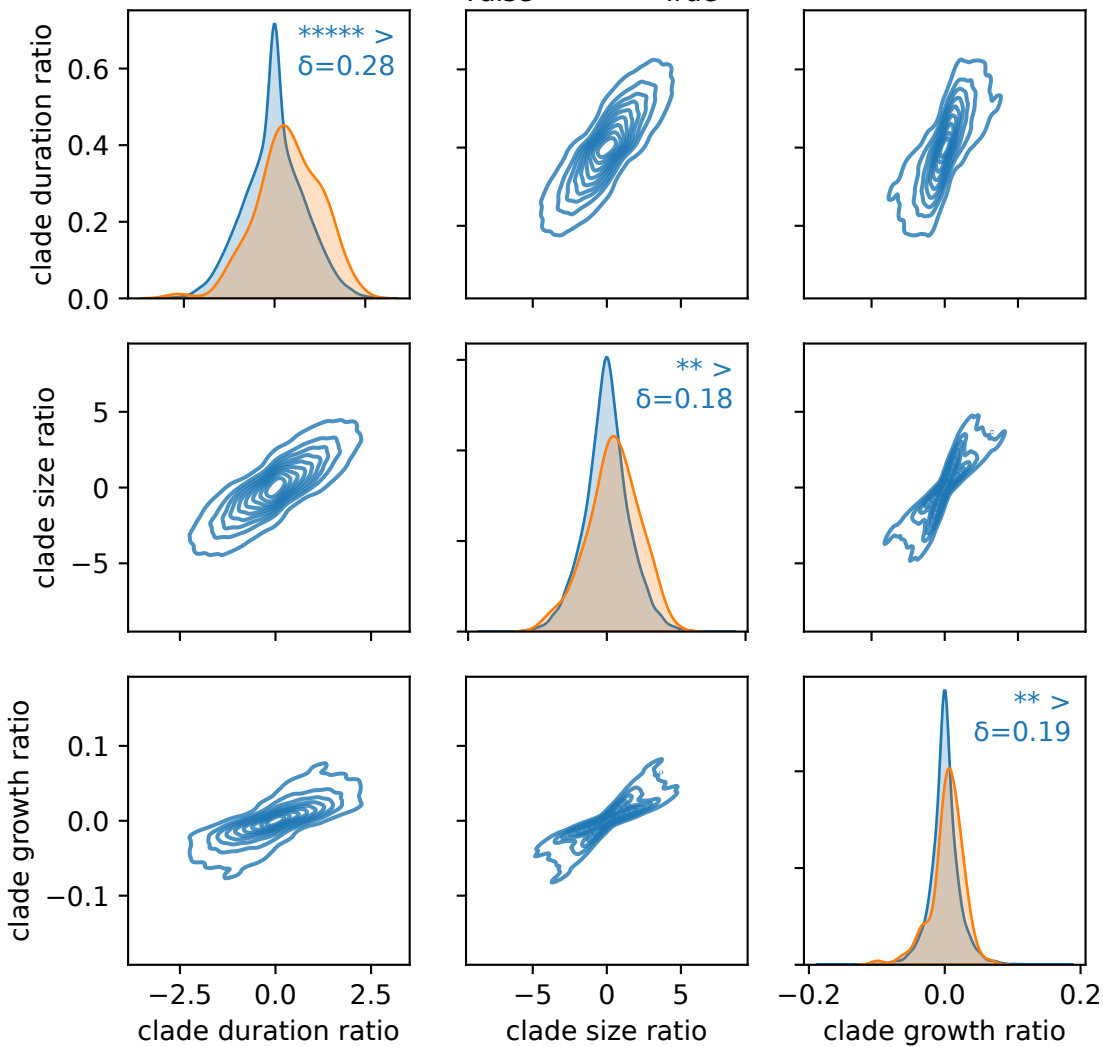 ***** >
δ=0.28
clade duration ratio
0.6
0.4
0.2
0.0
** >
δ=0.18
clade size ratio
5
0
−5
** >
δ=0.19
clade growth ratio
0.1
0.0
−0.1
−2.5 0.0 2.5
−5 0 5
−0.2 0.0 0.2
clade duration ratio
clade size ratio
clade growth ratio